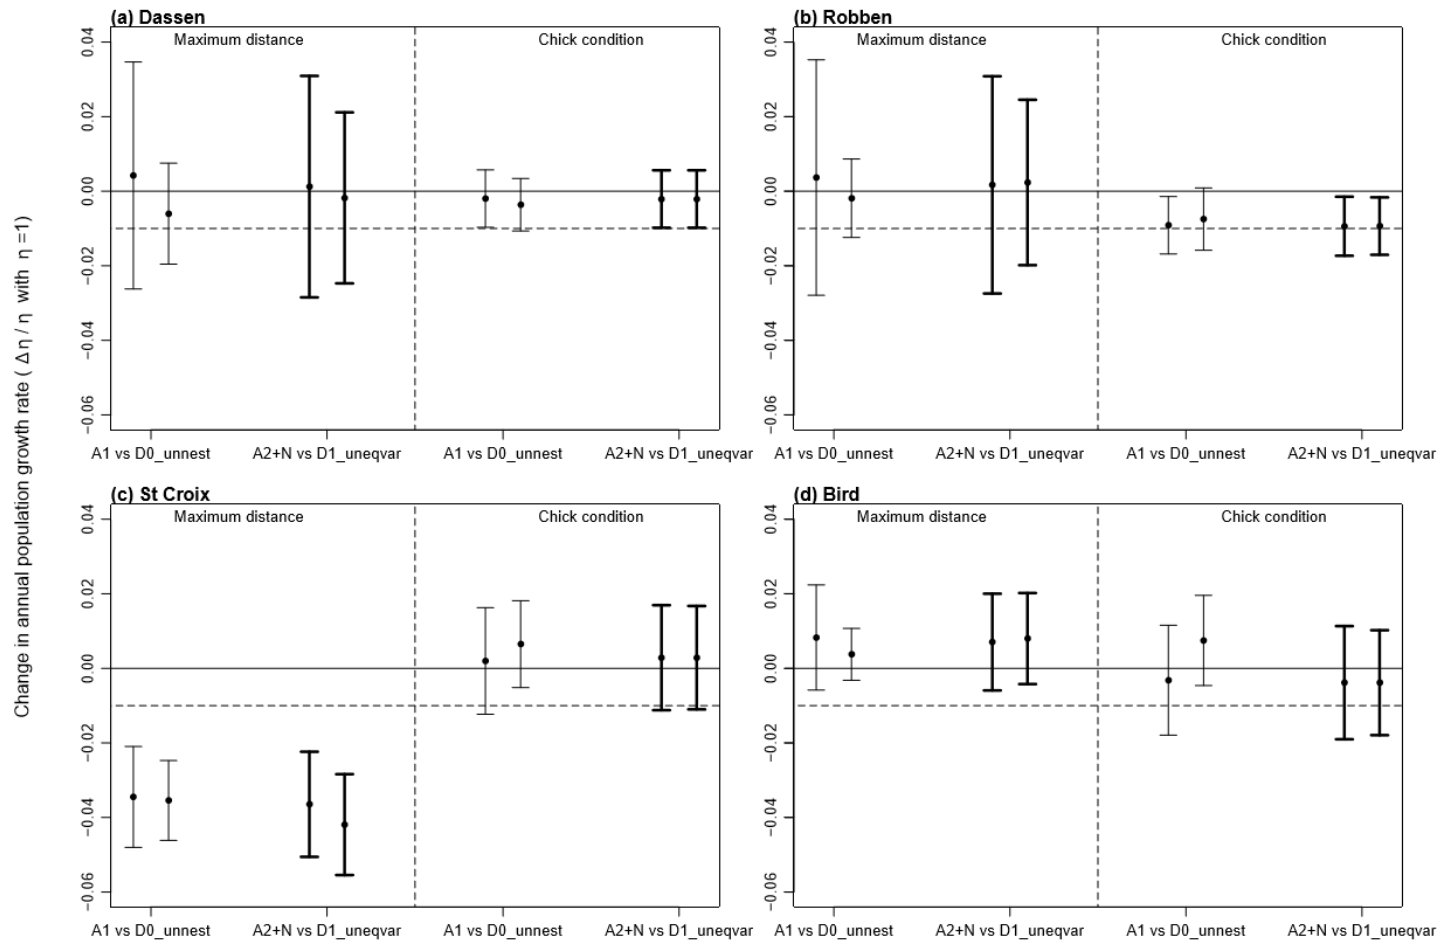 Change in annual population growth rate ( Δ η / η with η =1)
(a) Dassen
Maximum distance
Chick condition
0.04
0.02
0.00
−0.02
−0.04
−0.06
A1 vs D0_unnest
A2+N vs D1_uneqvar
A1 vs D0_unnest
A2+N vs D1_uneqvar
(b) Robben
Maximum distance
Chick condition
0.04
0.02
0.00
−0.02
−0.04
−0.06
A1 vs D0_unnest
A2+N vs D1_uneqvar
A1 vs D0_unnest
A2+N vs D1_uneqvar
(c) St Croix
Maximum distance
Chick condition
0.04
0.02
0.00
−0.02
−0.04
−0.06
A1 vs D0_unnest
A2+N vs D1_uneqvar
A1 vs D0_unnest
A2+N vs D1_uneqvar
(d) Bird
Maximum distance
Chick condition
0.04
0.02
0.00
−0.02
−0.04
−0.06
A1 vs D0_unnest
A2+N vs D1_uneqvar
A1 vs D0_unnest
A2+N vs D1_uneqvar